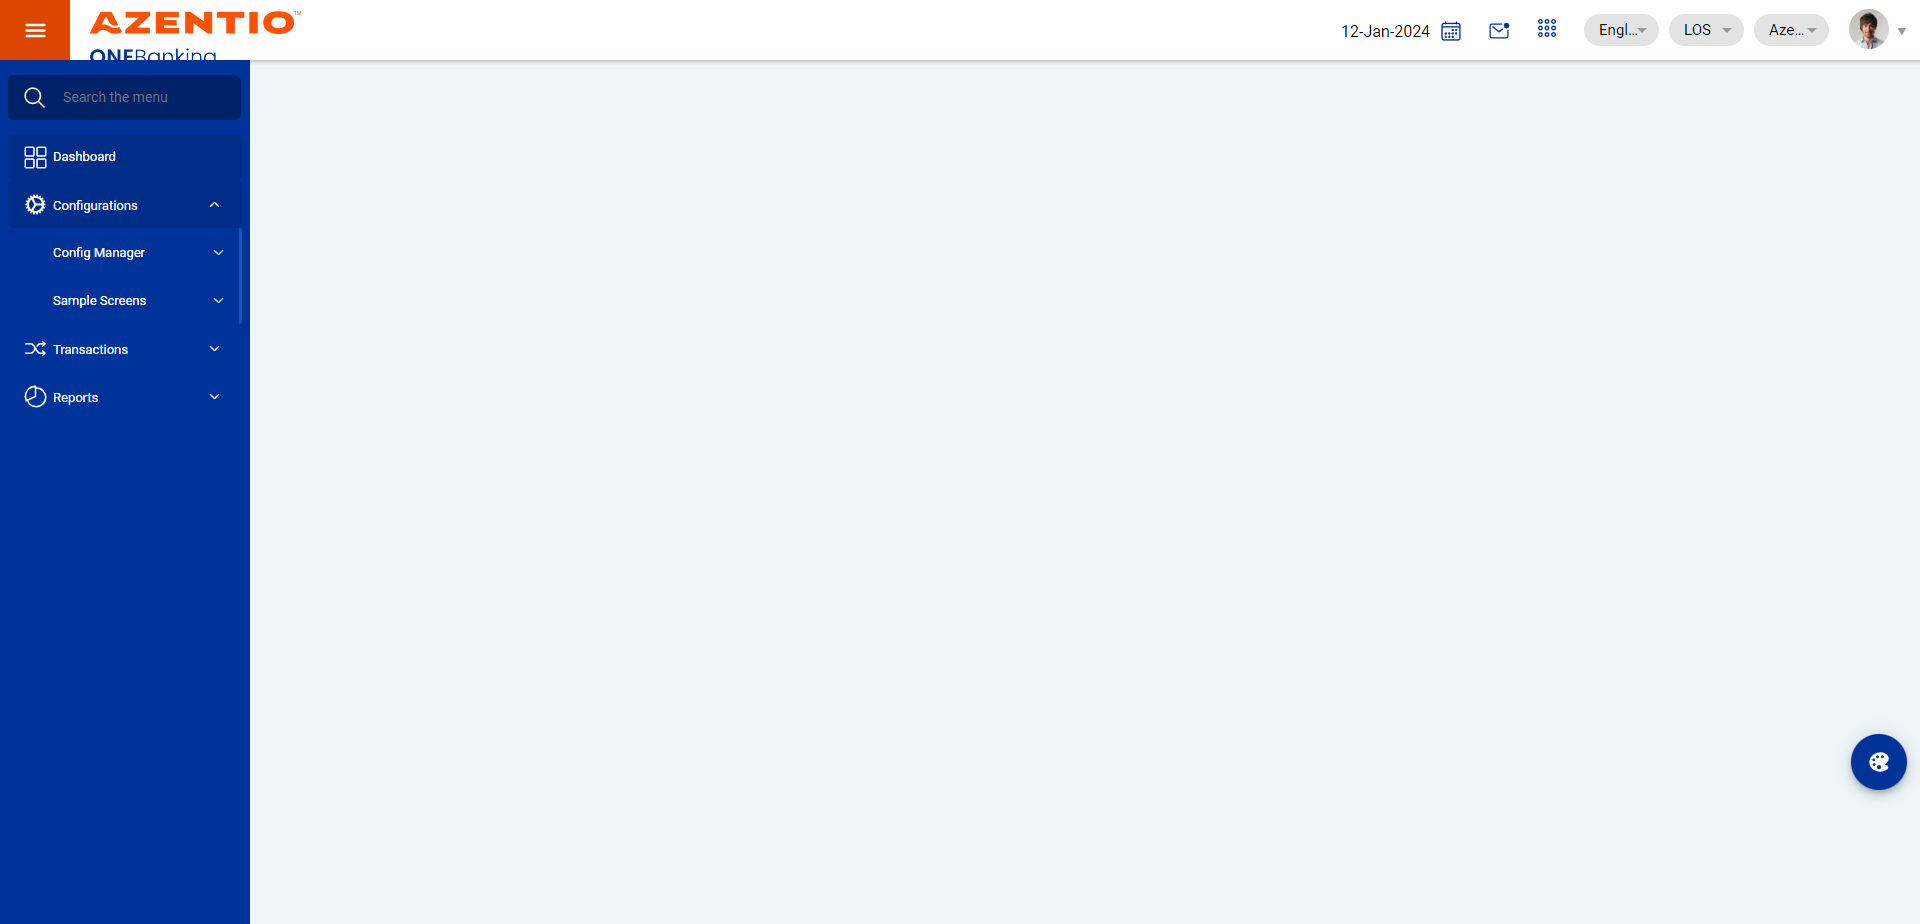 AZENTIO™
ONEBanking
12-Jan-2024
Engl...
LOS
Aze...
Search the menu
Dashboard
Configurations
Config Manager
Sample Screens
Transactions
Reports